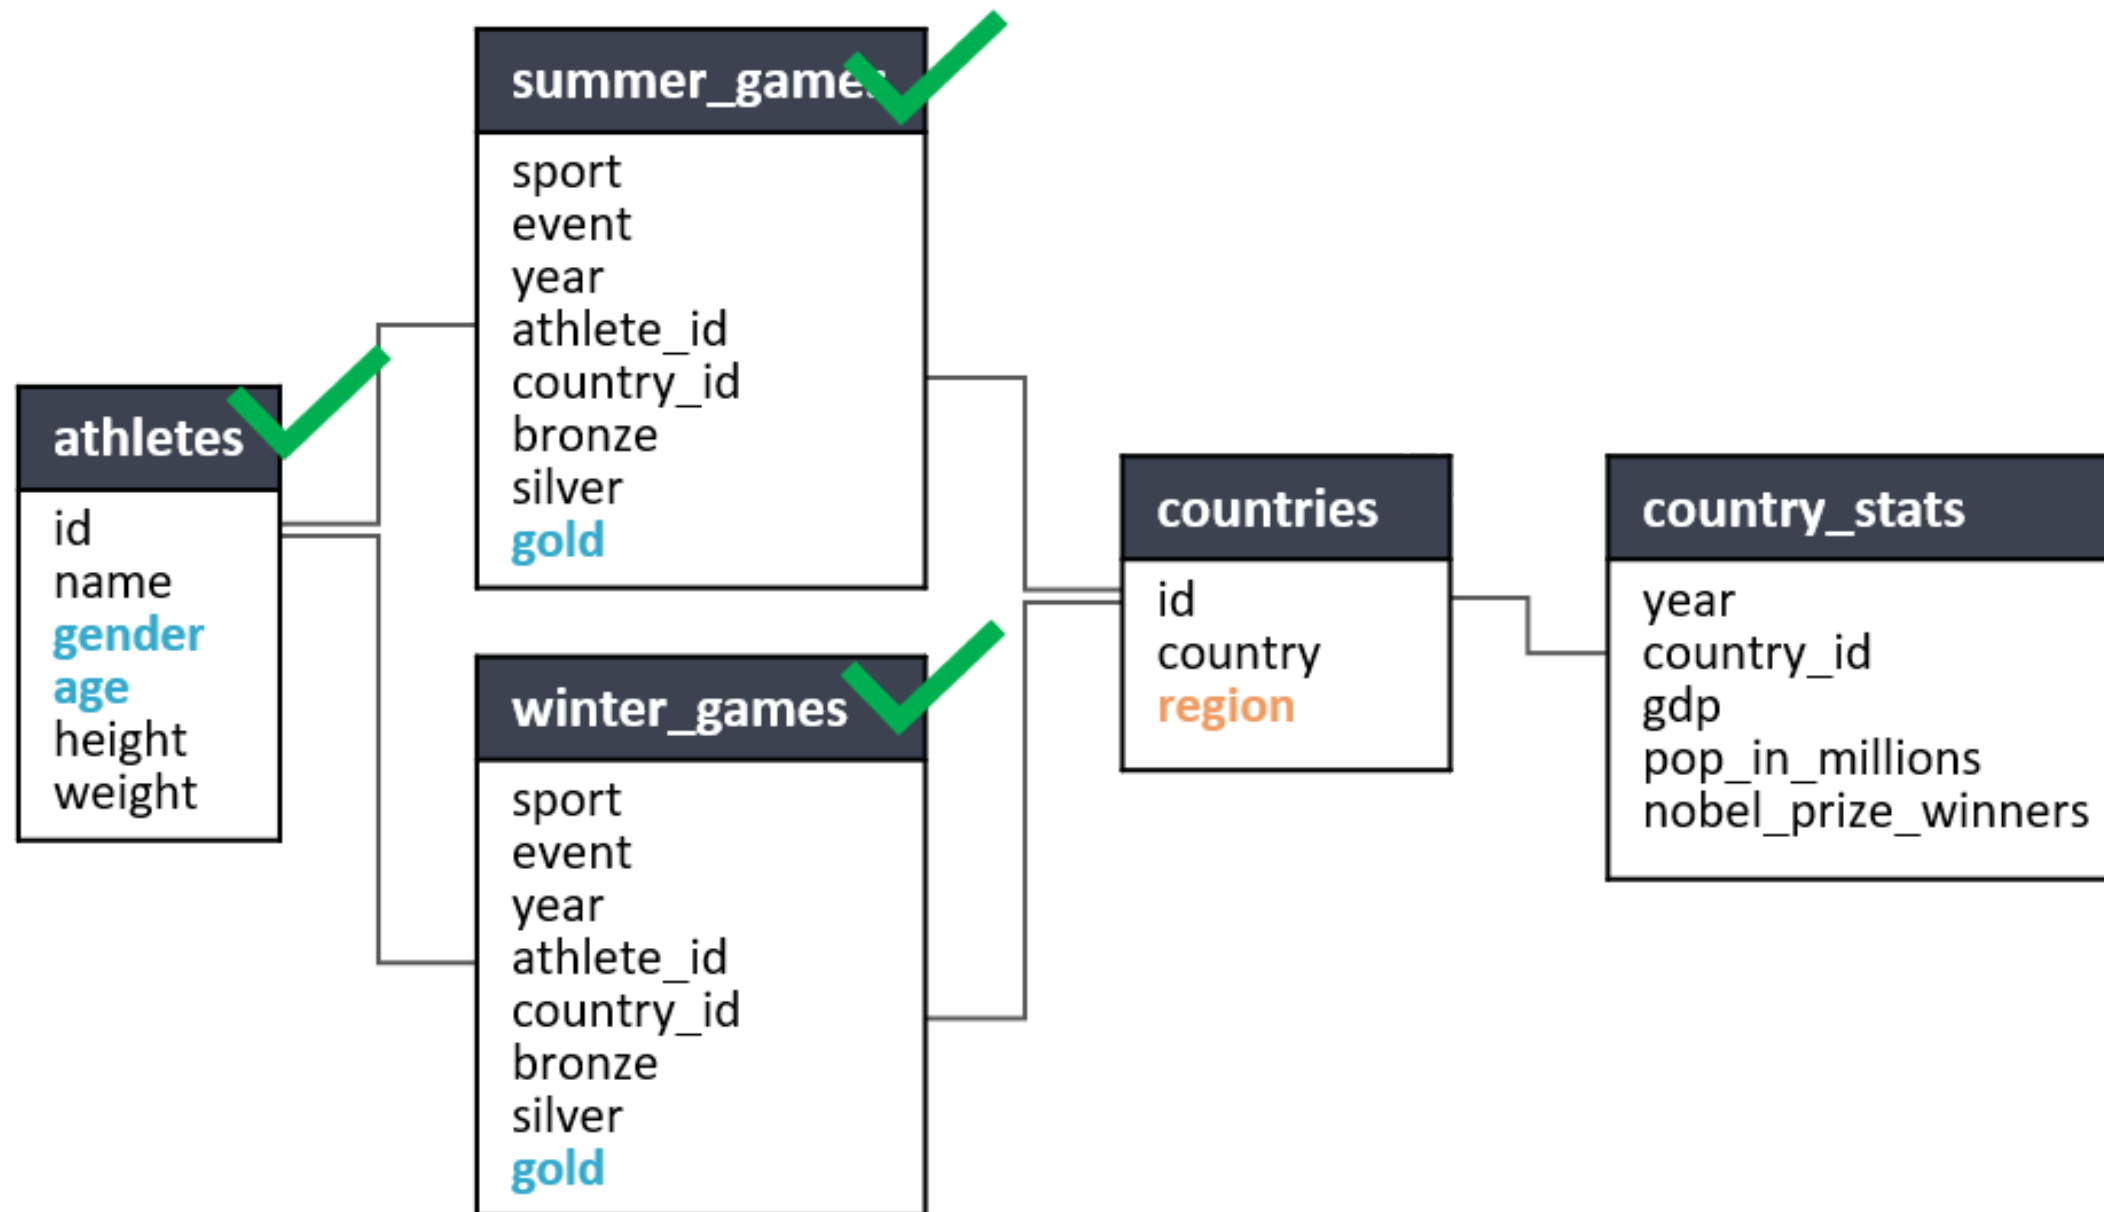 summer_games
sport
event
year
athlete_id
country_id
bronze
silver
gold
athletes
id
name
gender
age
height
weight
winter_games
sport
event
year
athlete_id
country_id
bronze
silver
gold
countries
id
country
region
country_stats
year
country_id
gdp
pop_in_millions
nobel_prize_winners